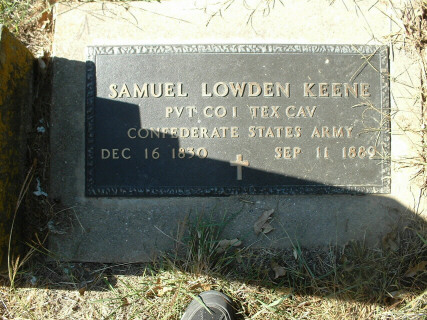 SAMUEL LOWDEN KEENE
PVT CO I TEX CAV
CONFEDERATE STATES ARMY
DEC 16 1830 SEP 11 1889